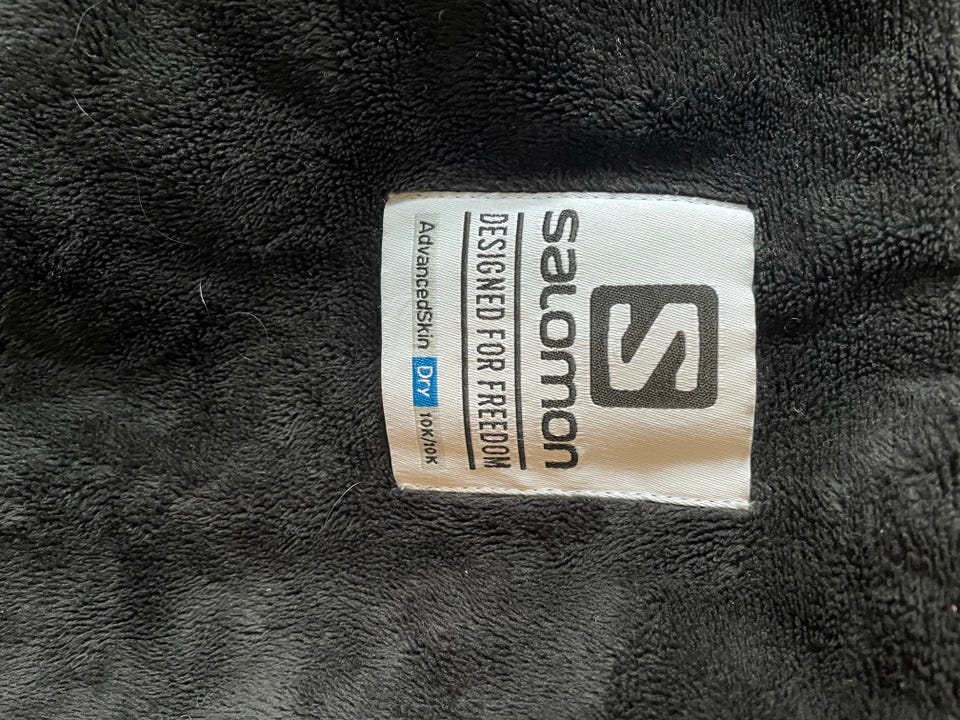 S
SALOMON
DESIGNED FOR FREEDOM
AdvancedSkin Dry 10K/10K